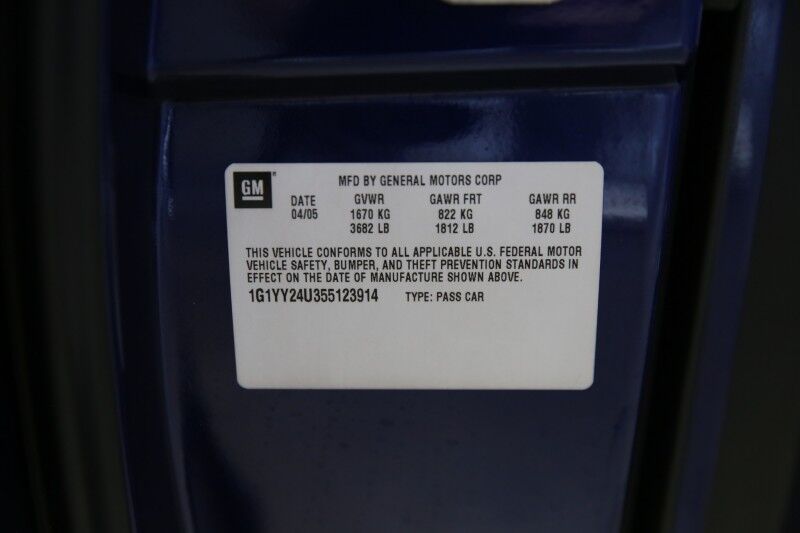 GM
MFD BY GENERAL MOTORS CORP
DATE GVWR GAWR FRT GAWR RR
04/05 1670 KG 822 KG 848 KG
3682 LB 1812 LB 1870 LB
THIS VEHICLE CONFORMS TO ALL APPLICABLE U.S. FEDERAL MOTOR
VEHICLE SAFETY, BUMPER, AND THEFT PREVENTION STANDARDS IN
EFFECT ON THE DATE OF MANUFACTURE SHOWN ABOVE.
1G1YY24U355123914 TYPE: PASS CAR